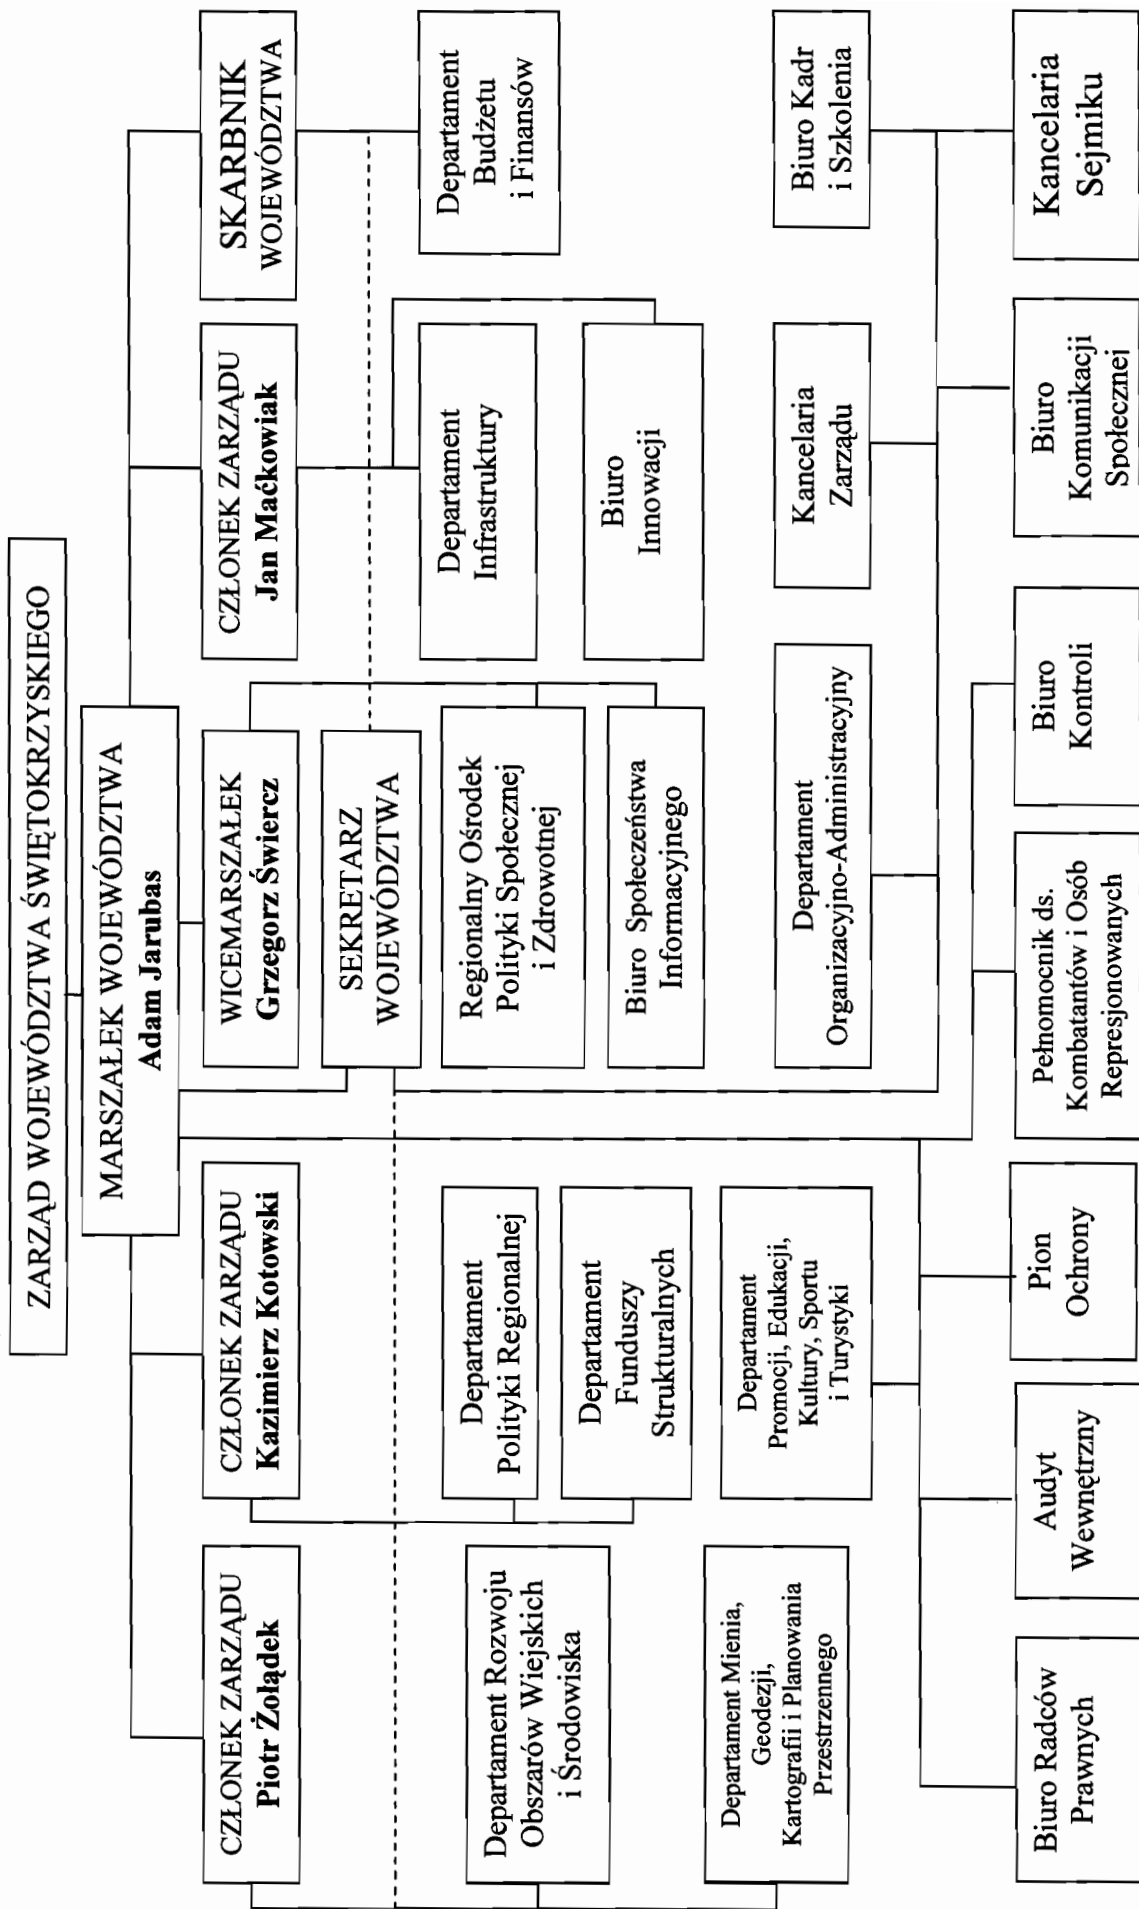 ZARZĄD WOJEWÓDZTWA ŚWIĘTOKRZYSKIEGO
MARSZAŁEK WOJEWÓDZTWA
Adam Jarubas
CZŁONEK ZARZĄDU
Piotr Żołądek
CZŁONEK ZARZĄDU
Kazimierz Kotowski
WICEMARSZAŁEK
Grzegorz Świercz
CZŁONEK ZARZĄDU
Jan Maćkowiak
SKARBNIK
WOJEWÓDZTWA
SEKRETARZ
WOJEWÓDZTWA
Departament Rozwoju
Obszarów Wiejskich
i Środowiska
Departament
Polityki Regionalnej
Regionalny Ośrodek
Polityki Społecznej
i Zdrowotnej
Departament
Infrastruktury
Departament
Budżetu
i Finansów
Departament
Funduszy
Strukturalnych
Biuro Społeczeństwa
Informacyjnego
Biuro
Innowacji
Departament Mienia,
Geodezji,
Kartografii i Planowania
Przestrzennego
Departament
Promocji, Edukacji,
Kultury, Sportu
i Turystyki
Departament
Organizacyjno-Administracyjny
Kancelaria
Zarządu
Biuro Kadr
i Szkolenia
Biuro Radców
Prawnych
Audyt
Wewnętrzny
Pion
Ochrony
Pełnomocnik ds.
Kombatantów i Osób
Represjonowanych
Biuro
Kontroli
Biuro
Komunikacji
Społecznej
Kancelaria
Sejmiku